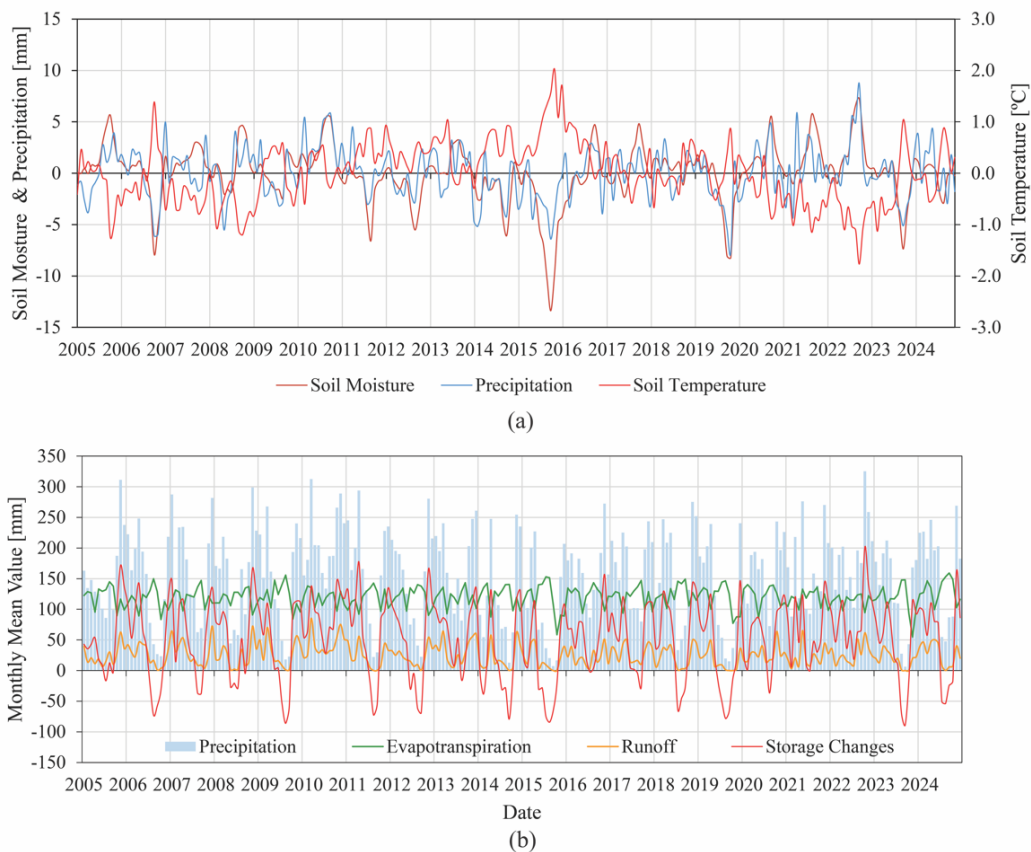 Soil Mosture & Precipitation [mm]
15
10
5
0
-5
-10
-15
3.0
2.0
1.0
0.0
-1.0
-2.0
-3.0
Soil Temperature [ºC]
2005 2006 2007 2008 2009 2010 2011 2012 2013 2014 2015 2016 2017 2018 2019 2020 2021 2022 2023 2024
Soil Moisture Precipitation Soil Temperature
(a)
Monthly Mean Value [mm]
350
300
250
200
150
100
50
0
-50
-100
-150
Precipitation Evapotranspiration Runoff Storage Changes
2005 2006 2007 2008 2009 2010 2011 2012 2013 2014 2015 2016 2017 2018 2019 2020 2021 2022 2023 2024
Date
(b)